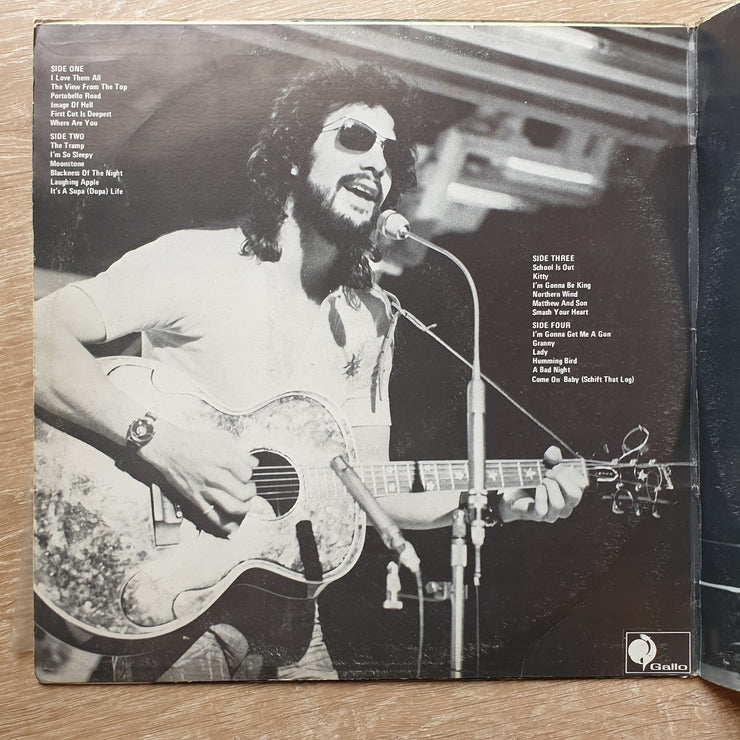 SIDE ONE
I Love Them All
The View From The Top
Portobello Road
Image Of Hell
First Cut Is Deepest
Where Are You
SIDE TWO
The Tramp
I'm So Sleepy
Moonstone
Blackness Of The Night
Laughing Apple
It's A Supa (Dupa) Life
SIDE THREE
School Is Out
Kitty
I'm Gonna Be King
Northern Wind
Matthew And Son
Smash Your Heart
SIDE FOUR
I'm Gonna Get Me A Gun
Granny
Lady
Humming Bird
A Bad Night
Come On Baby (Schift That Log)
Gallo